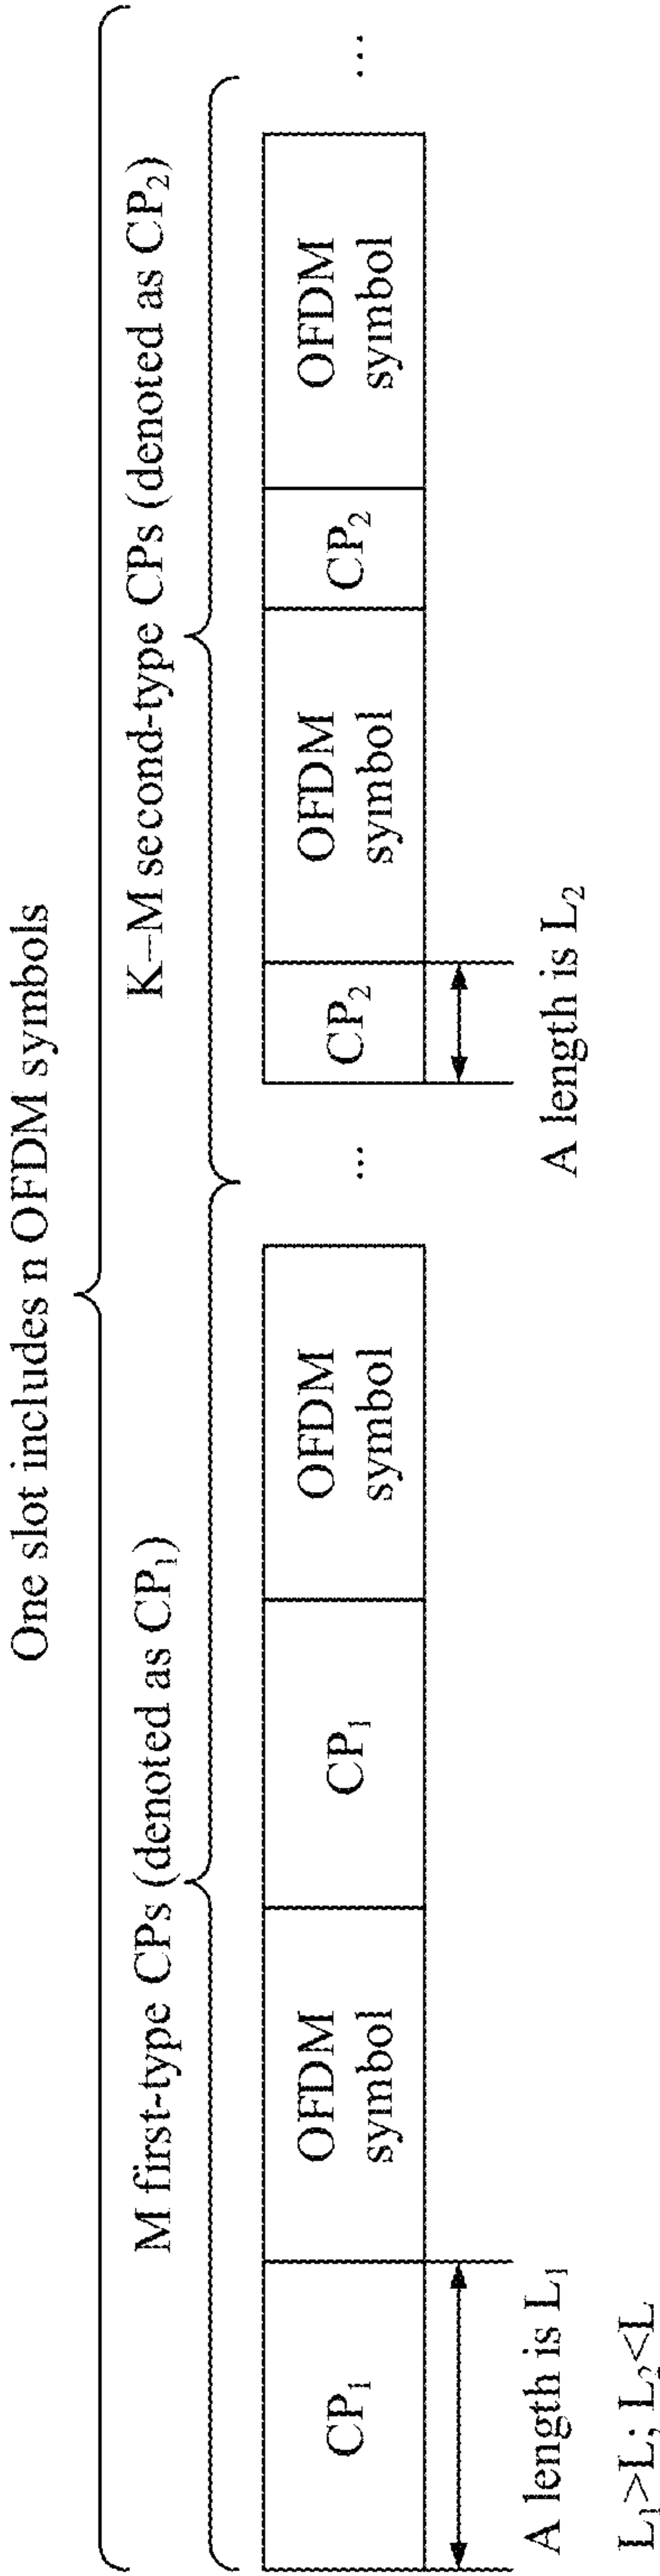 One slot includes n OFDM symbols
M first-type CPs (denoted as CP₁)
K–M second-type CPs (denoted as CP₂)
CP₁
OFDM
symbol
CP₁
OFDM
symbol
...
CP₂
OFDM
symbol
CP₂
OFDM
symbol
...
A length is L₁
A length is L₂
L₁>L; L₂<L